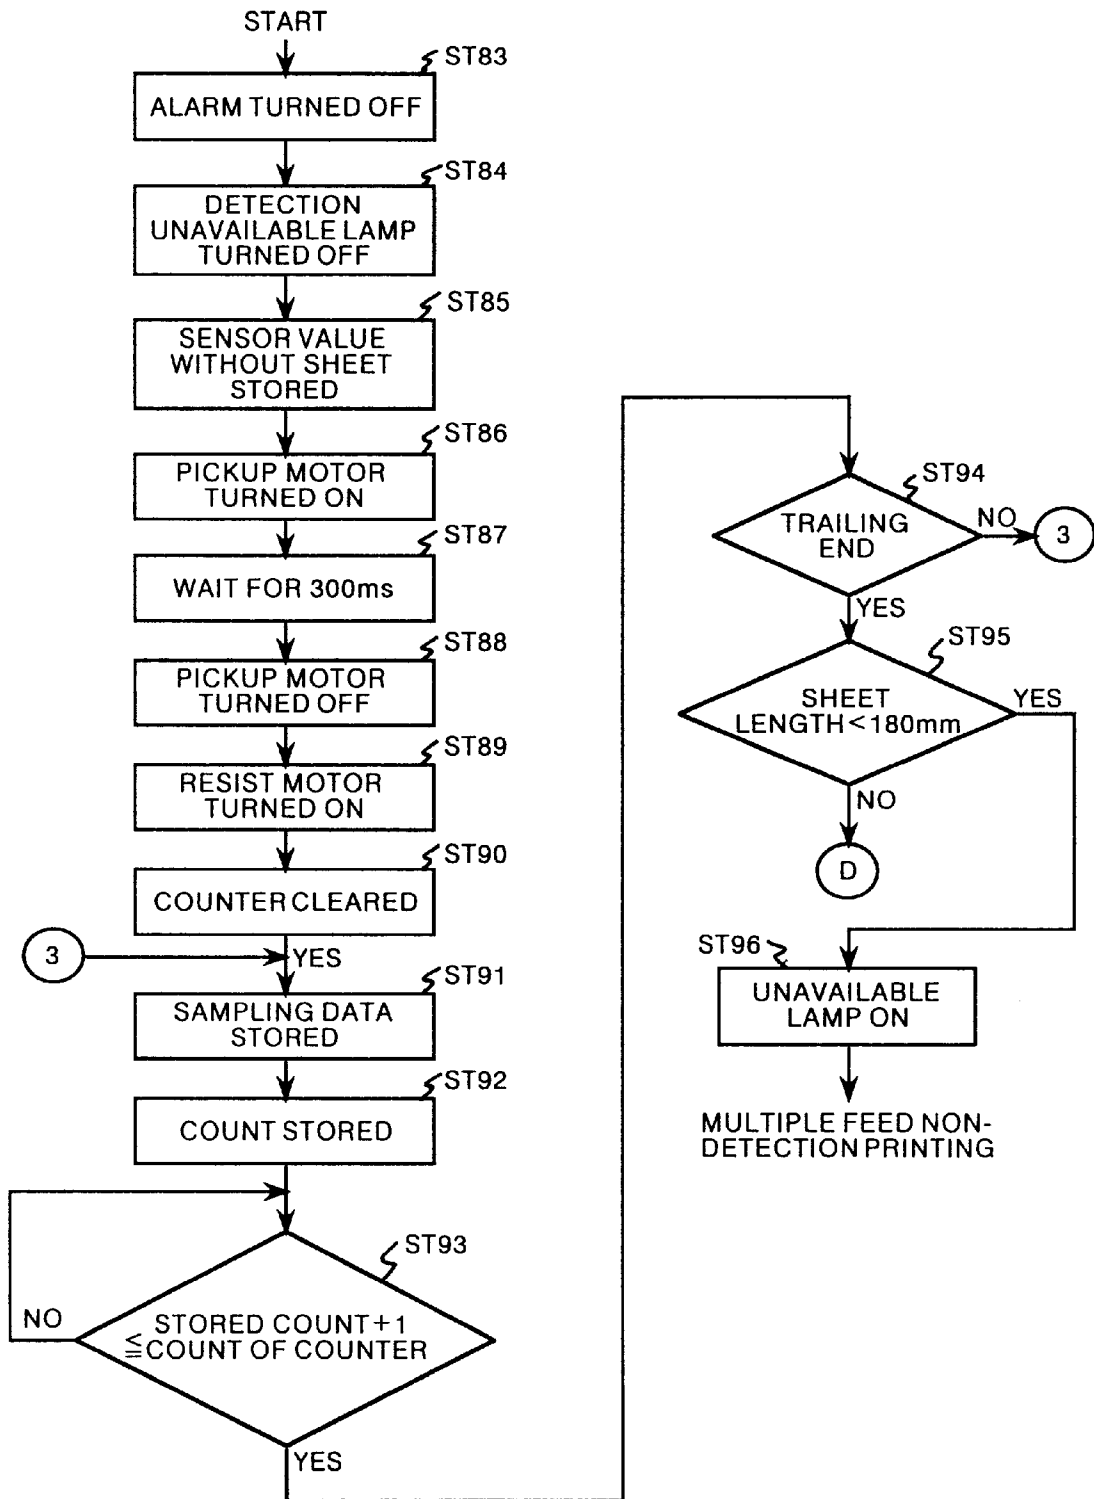 START
ST83
ALARM TURNED OFF
ST84
DETECTION
UNAVAILABLE LAMP
TURNED OFF
ST85
SENSOR VALUE
WITHOUT SHEET
STORED
ST86
PICKUP MOTOR
TURNED ON
ST87
WAIT FOR 300ms
ST88
PICKUP MOTOR
TURNED OFF
ST89
RESIST MOTOR
TURNED ON
ST90
COUNTER CLEARED
3
YES
ST91
SAMPLING DATA
STORED
ST92
COUNT STORED
ST93
NO
STORED COUNT+1
≦COUNT OF COUNTER
YES
ST94
TRAILING
END
NO
3
YES
ST95
SHEET
LENGTH<180mm
YES
NO
D
ST96
UNAVAILABLE
LAMP ON
MULTIPLE FEED NON-
DETECTION PRINTING